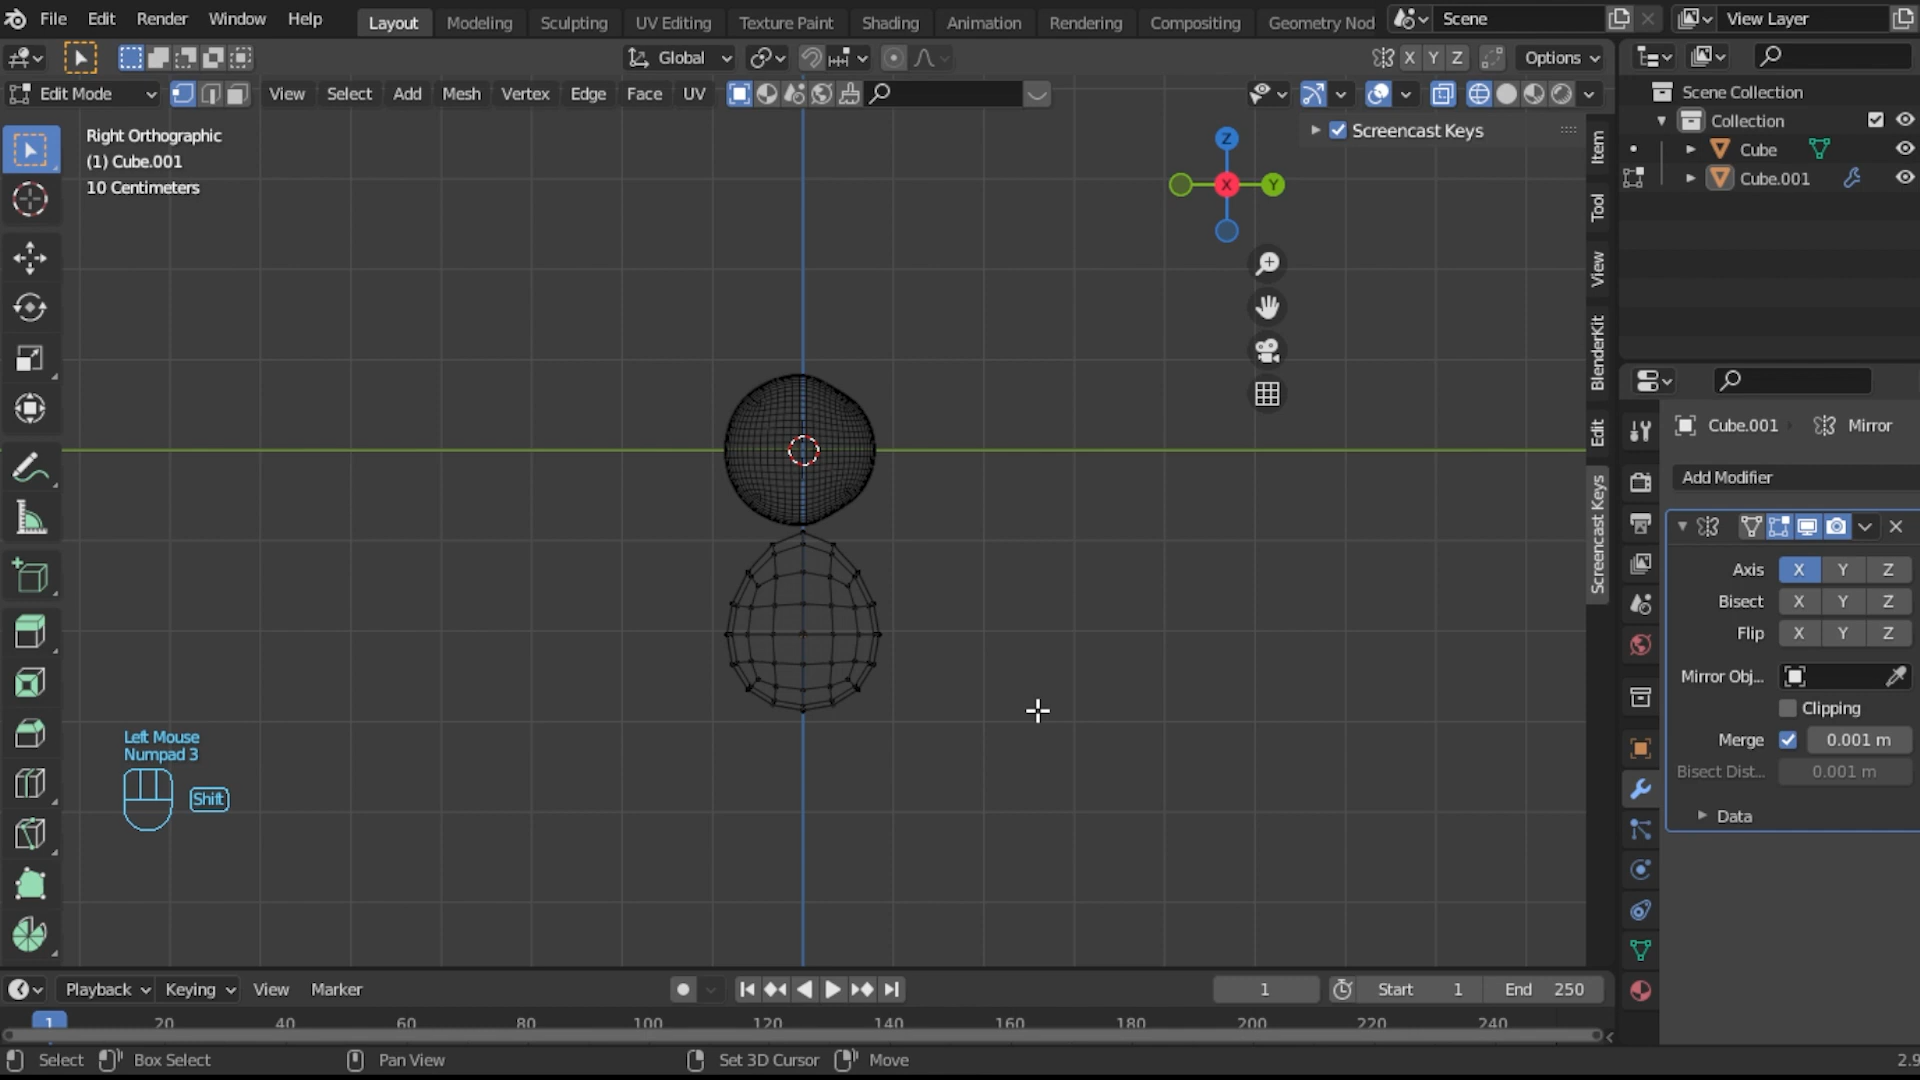 File Edit Render Window Help Layout Modeling Sculpting UV Editing Texture Paint Shading Animation Rendering Compositing Geometry Nod Scene View Layer
Global X Y Z Options
Edit Mode View Select Add Mesh Vertex Edge Face UV
Right Orthographic
(1) Cube.001
10 Centimeters
Screencast Keys
Z
X
Y
Item
Tool
View
BlenderKit
Edit
Screencast Keys
Scene Collection
Collection
Cube
Cube.001
Cube.001 Mirror
Add Modifier
Axis X Y Z
Bisect X Y Z
Flip X Y Z
Mirror Obj...
Clipping
Merge 0.001 m
Bisect Dist... 0.001 m
Data
Left Mouse
Numpad 3
Shift
Playback Keying View Marker 1 Start 1 End 250
1 20 40 60 80 100 120 140 160 180 200 220 240
Select Box Select Pan View Set 3D Cursor Move 2.9